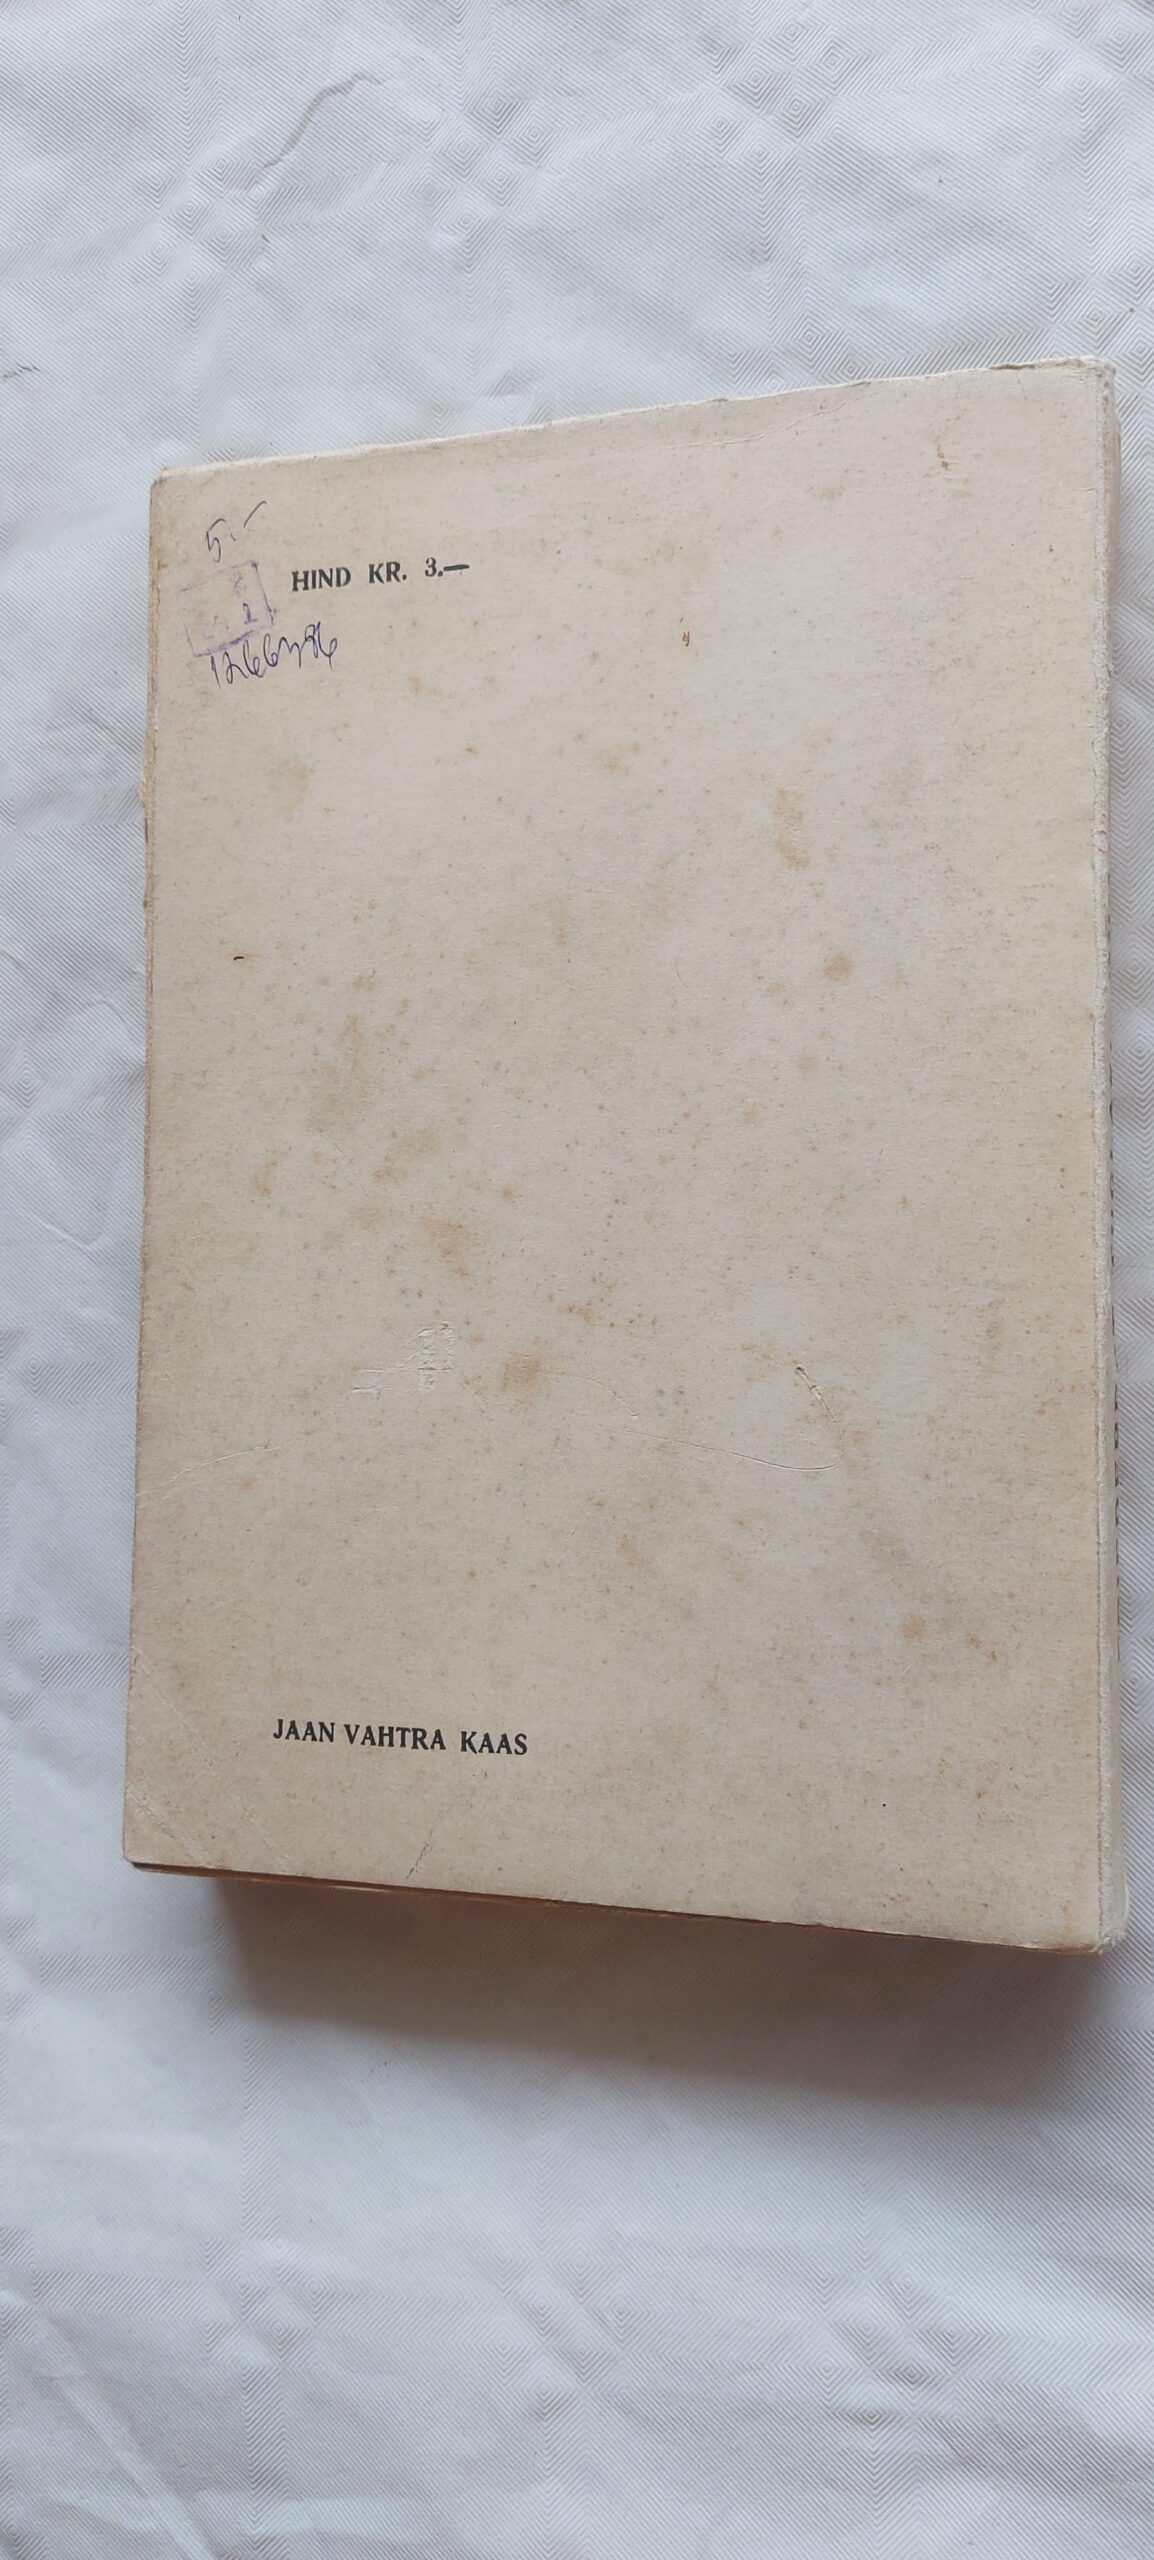 5.-
HIND KR. 3.—
JAAN VAHTRA KAAS